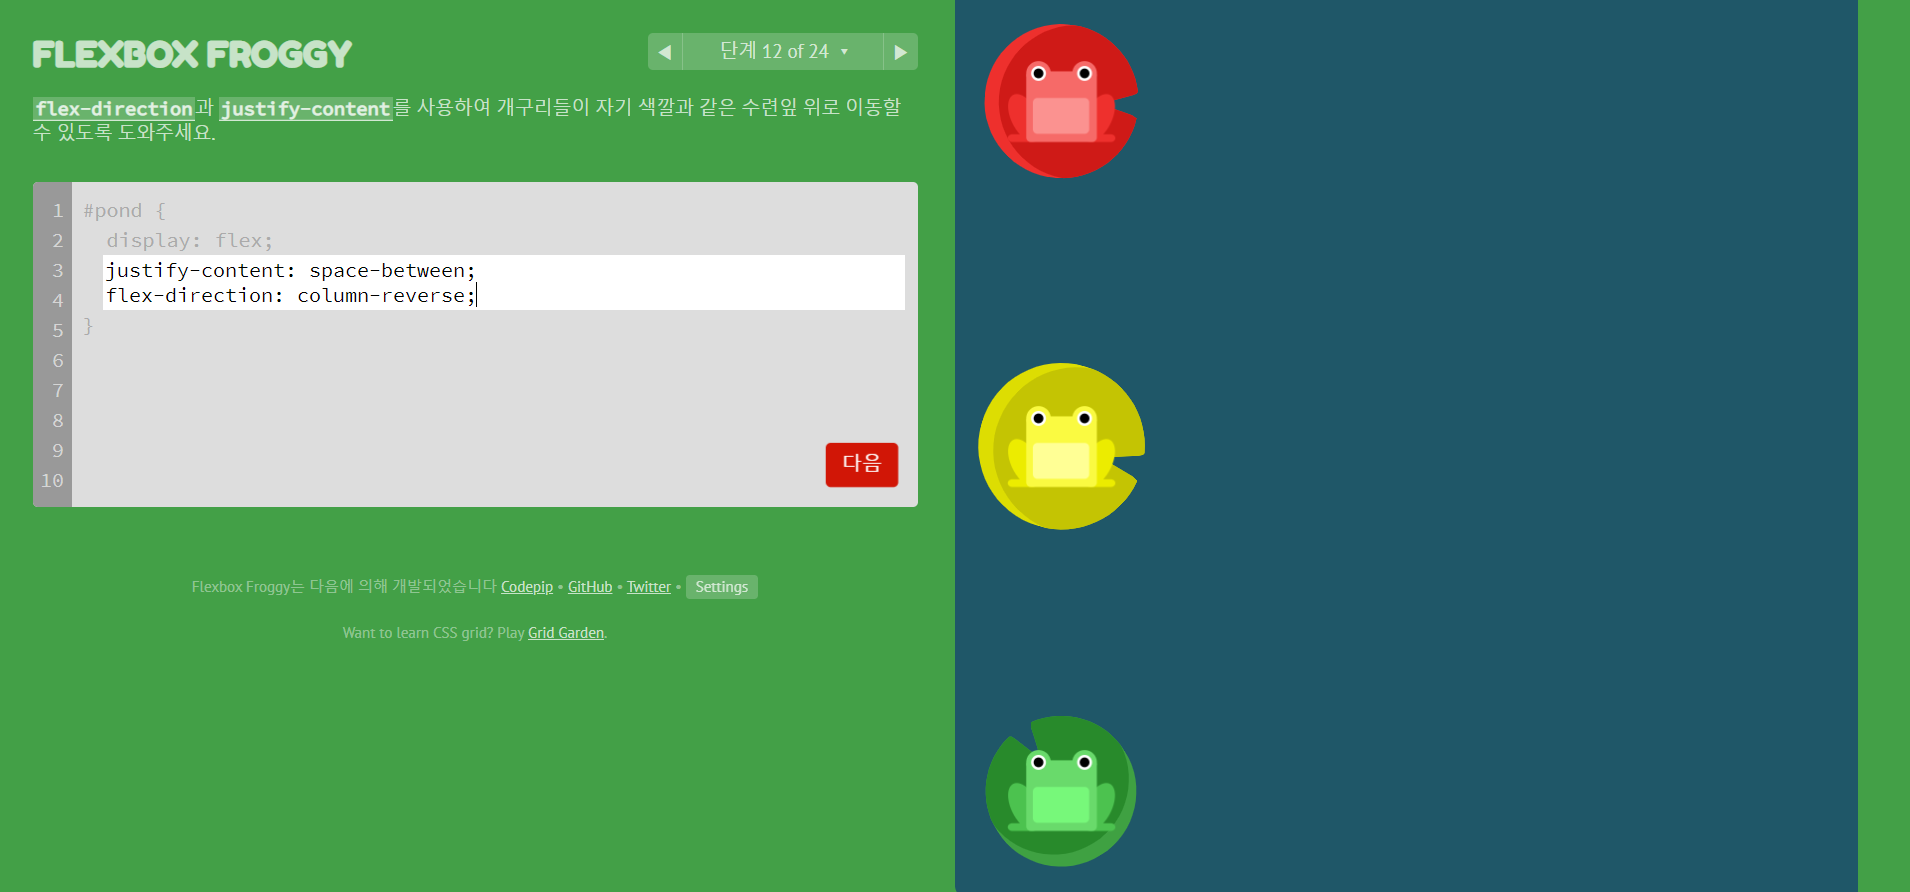 FLEXBOX FROGGY
◀ 단계 12 of 24 ▼ ▶
flex-direction과 justify-content를 사용하여 개구리들이 자기 색깔과 같은 수련잎 위로 이동할
수 있도록 도와주세요.
1 #pond {
2 display: flex;
3 justify-content: space-between;
4 flex-direction: column-reverse;
5 }
6
7
8
9
10
다음
Flexbox Froggy는 다음에 의해 개발되었습니다 Codepip • GitHub • Twitter • Settings
Want to learn CSS grid? Play Grid Garden.